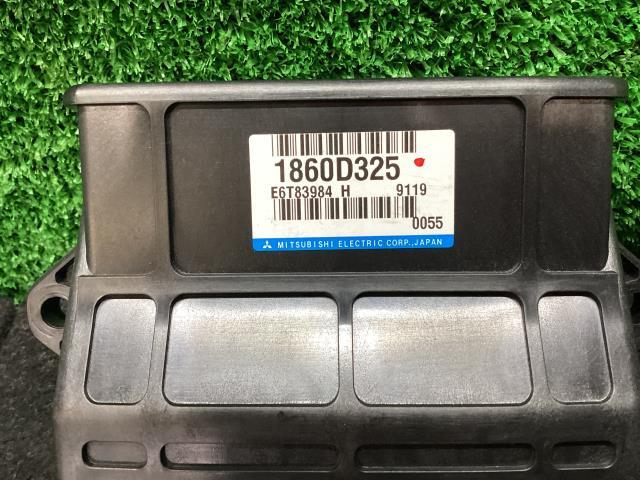 1860D325
E6T83984 H 9119
0055
MITSUBISHI ELECTRIC CORP., JAPAN